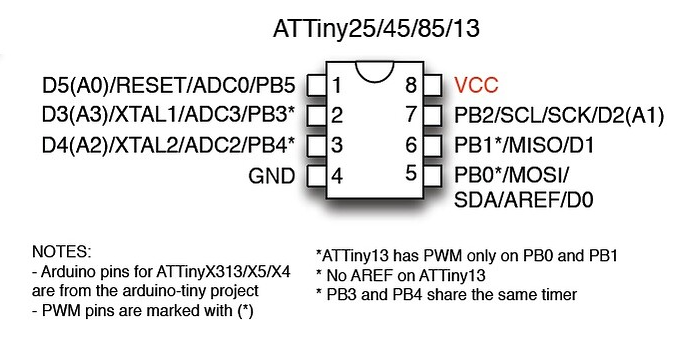 ATTiny25/45/85/13
D5(A0)/RESET/ADC0/PB5 1 8 VCC
D3(A3)/XTAL1/ADC3/PB3* 2 7 PB2/SCL/SCK/D2(A1)
D4(A2)/XTAL2/ADC2/PB4* 3 6 PB1*/MISO/D1
GND 4 5 PB0*/MOSI/
SDA/AREF/D0
NOTES:
- Arduino pins for ATTinyX313/X5/X4
are from the arduino-tiny project
- PWM pins are marked with (*)
*ATTiny13 has PWM only on PB0 and PB1
* No AREF on ATTiny13
* PB3 and PB4 share the same timer